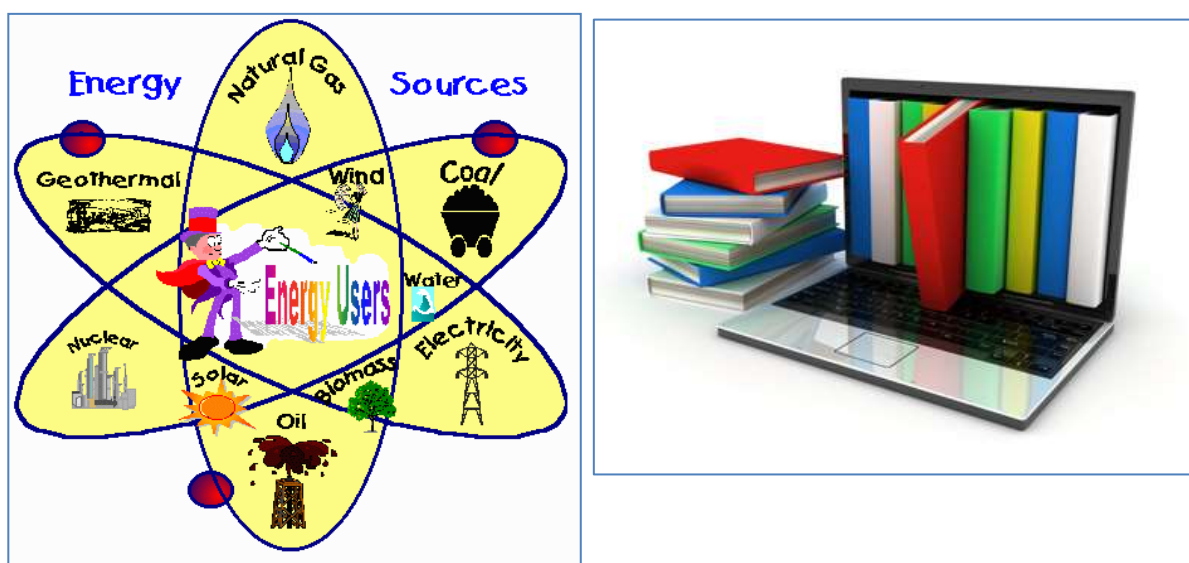 Energy Sources
Natural Gas
Geothermal
Wind
Coal
Energy Users
Water
Nuclear
Solar
Biomass
Electricity
Oil